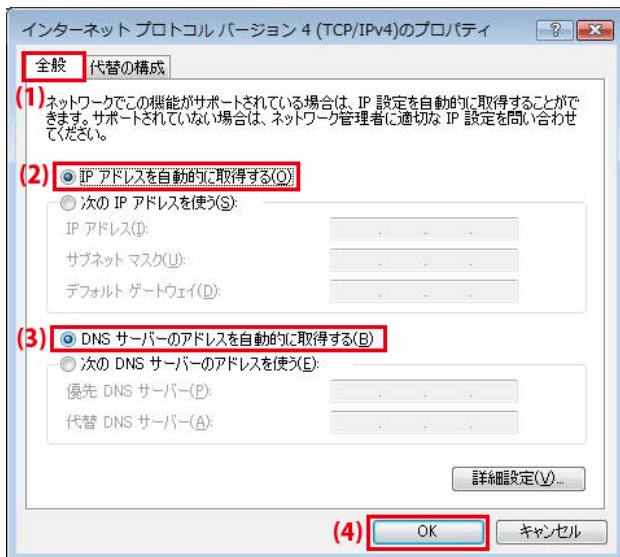 インターネット プロトコル バージョン 4 (TCP/IPv4)のプロパティ
全般 代替の構成
(1)
ネットワークでこの機能がサポートされている場合は、IP 設定を自動的に取得することがで
きます。サポートされていない場合は、ネットワーク管理者に適切な IP 設定を問い合わせ
てください。
(2) IP アドレスを自動的に取得する(O)
次の IP アドレスを使う(S):
IP アドレス(I):
サブネット マスク(U):
デフォルト ゲートウェイ(D):
(3) DNS サーバーのアドレスを自動的に取得する(B)
次の DNS サーバーのアドレスを使う(E):
優先 DNS サーバー(P):
代替 DNS サーバー(A):
詳細設定(V)...
(4) OK キャンセル